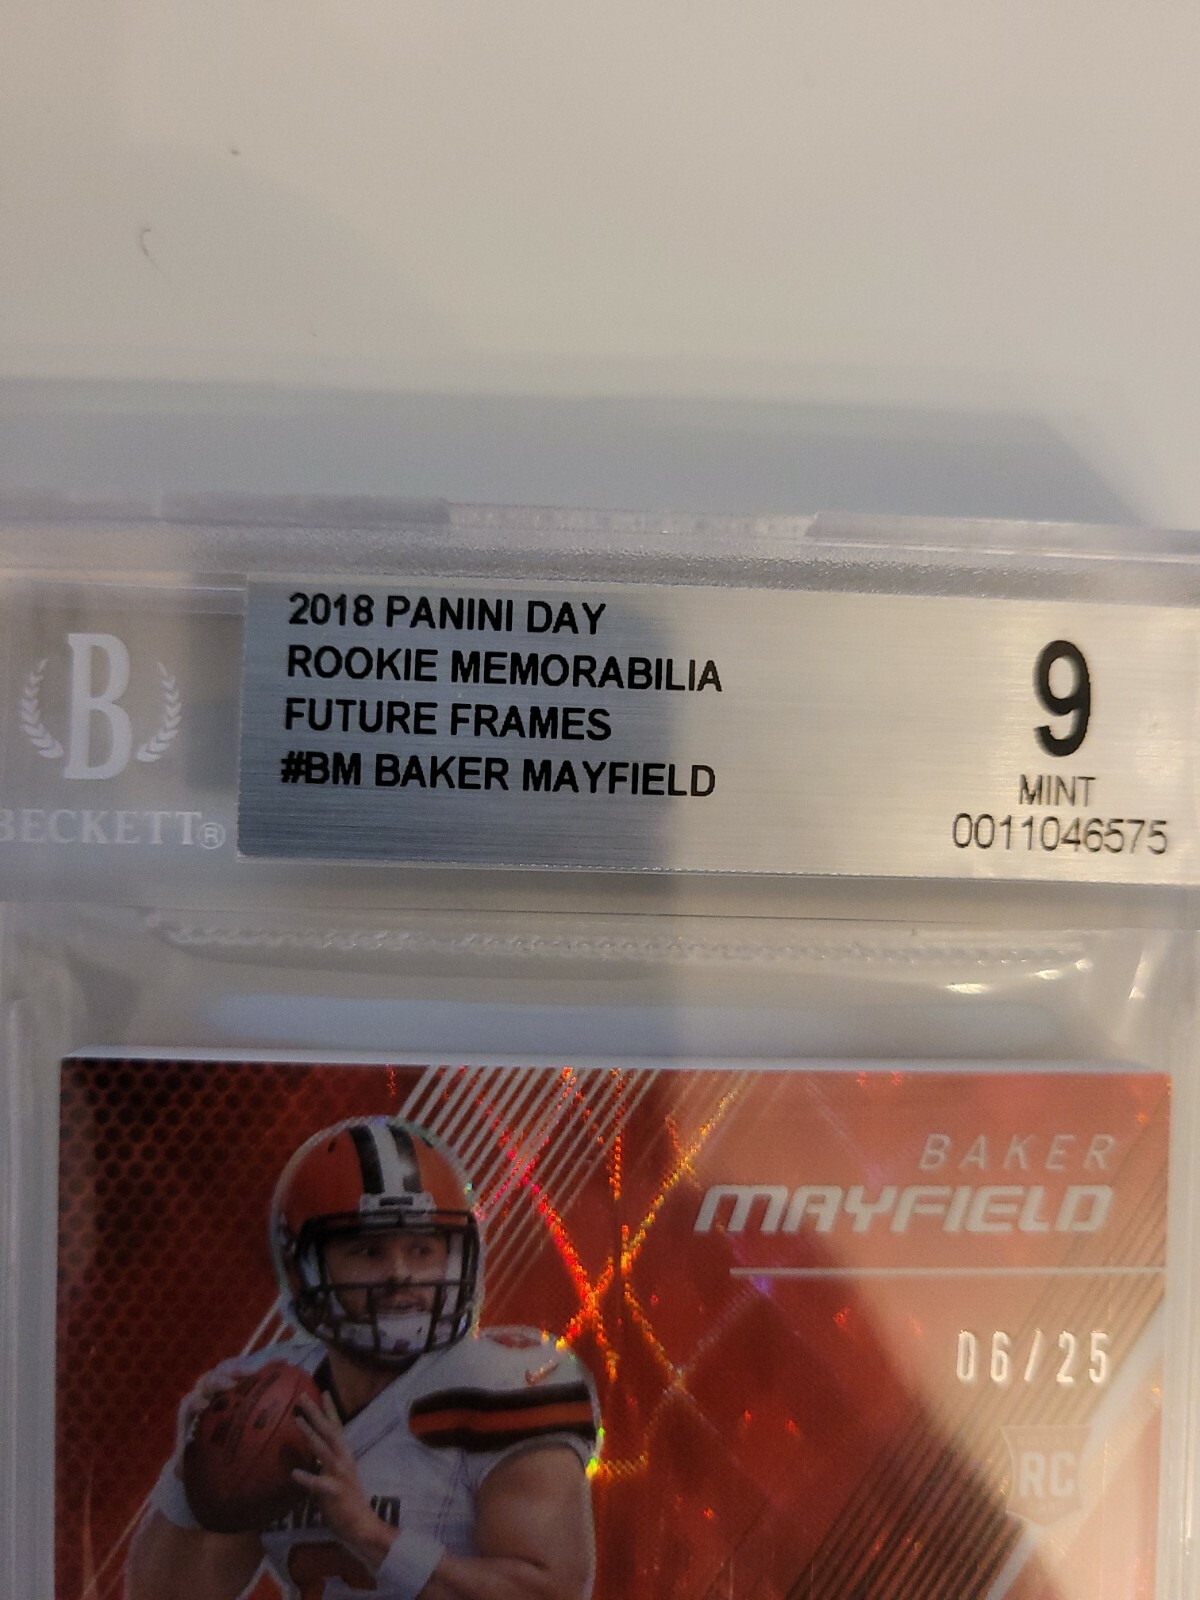 2018 PANINI DAY
ROOKIE MEMORABILIA
FUTURE FRAMES
#BM BAKER MAYFIELD
9
MINT
0011046575
B
BECKETT®
BAKER
MAYFIELD
06/25
RC